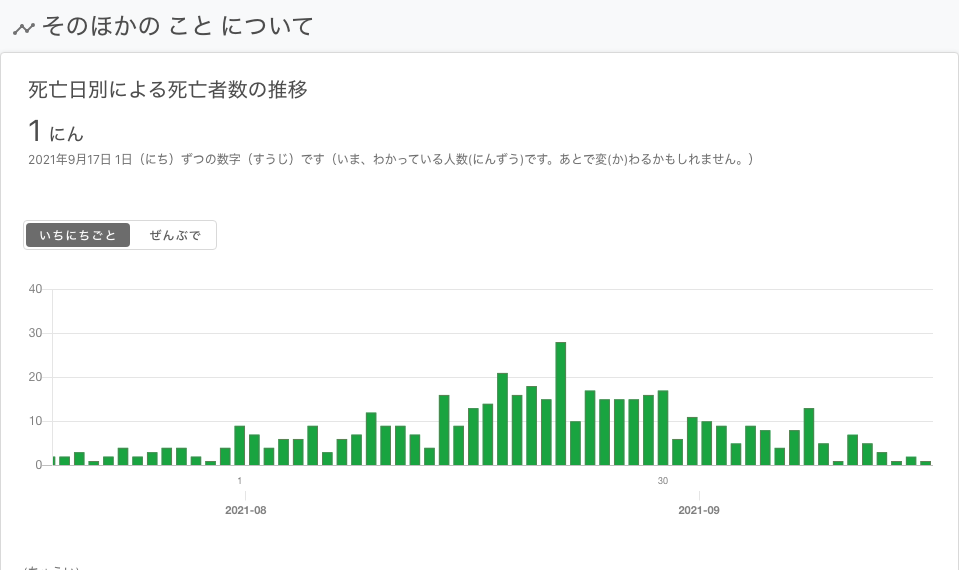 そのほかの こと について
死亡日別による死亡者数の推移
1 にん
2021年9月17日 1日（にち）ずつの数字（すうじ）です（いま、わかっている人数(にんずう)です。あとで変(か)わるかもしれません。）
いちにちごと ぜんぶで
40
30
20
10
0
1 30
2021-08 2021-09